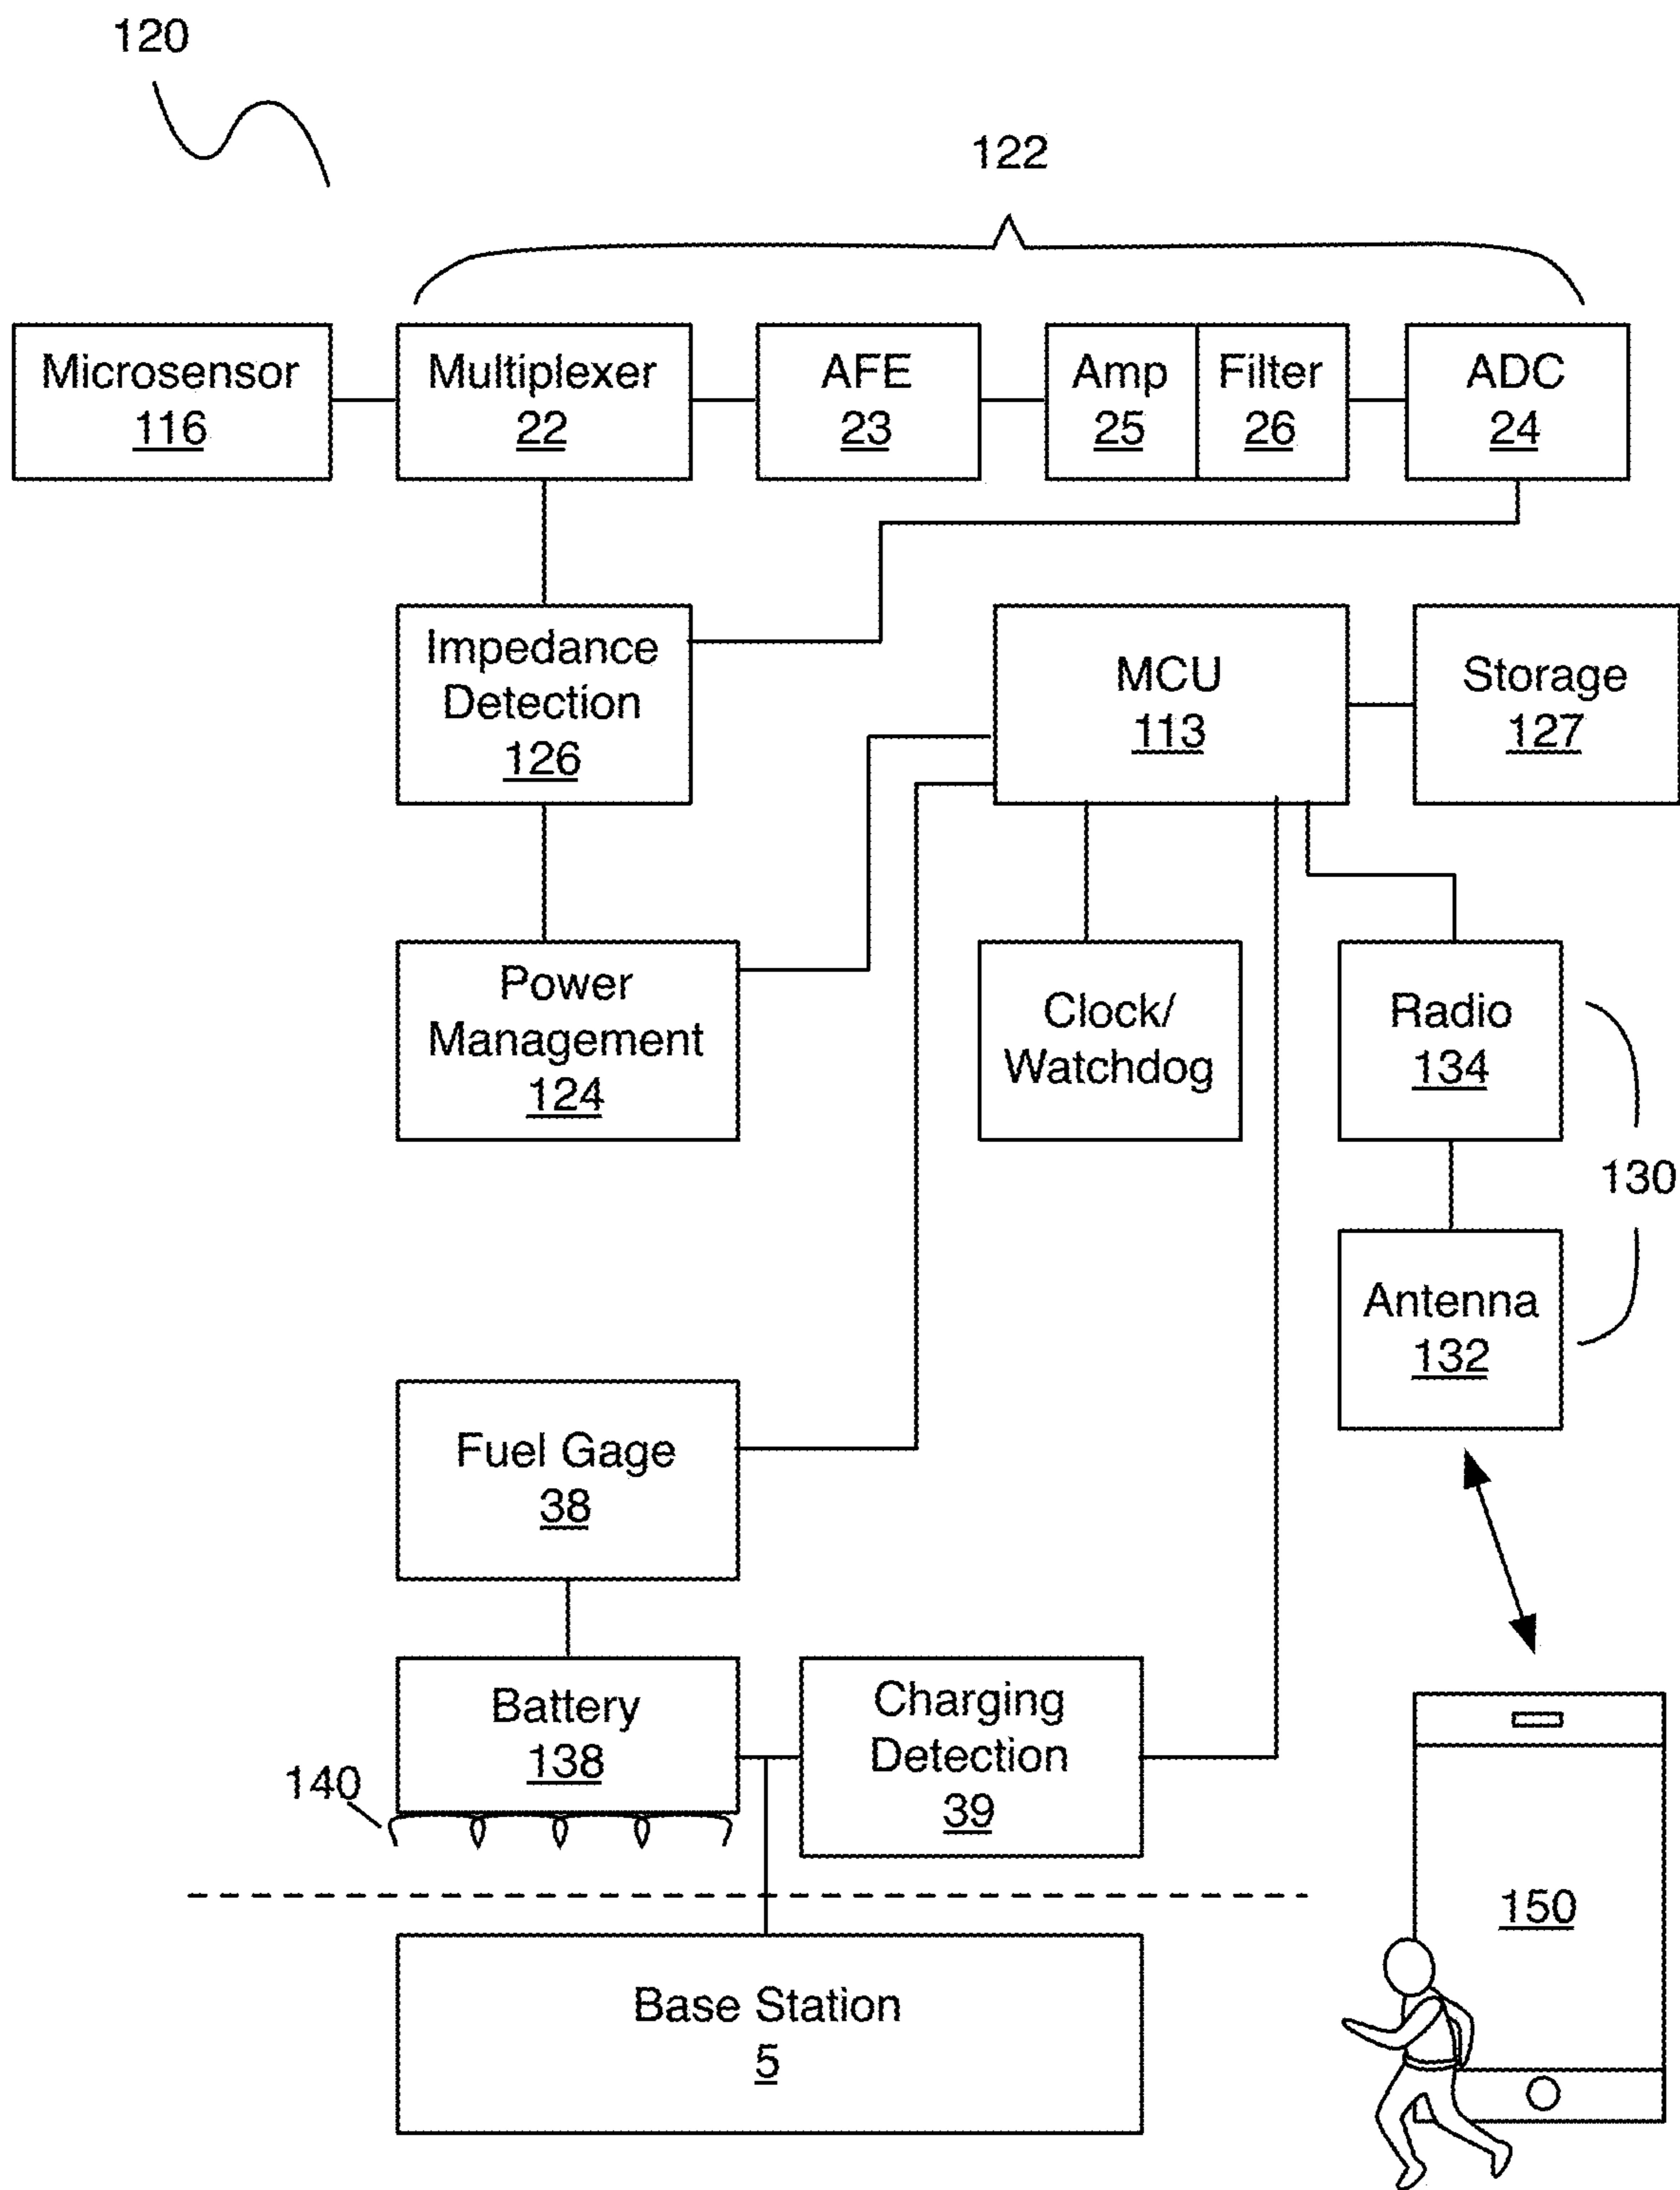 120
122
Microsensor
116
Multiplexer
22
AFE
23
Amp
25
Filter
26
ADC
24
Impedance
Detection
126
MCU
113
Storage
127
Power
Management
124
Clock/
Watchdog
Radio
134
130
Antenna
132
Fuel Gage
38
Battery
138
Charging
Detection
39
140
150
Base Station
5